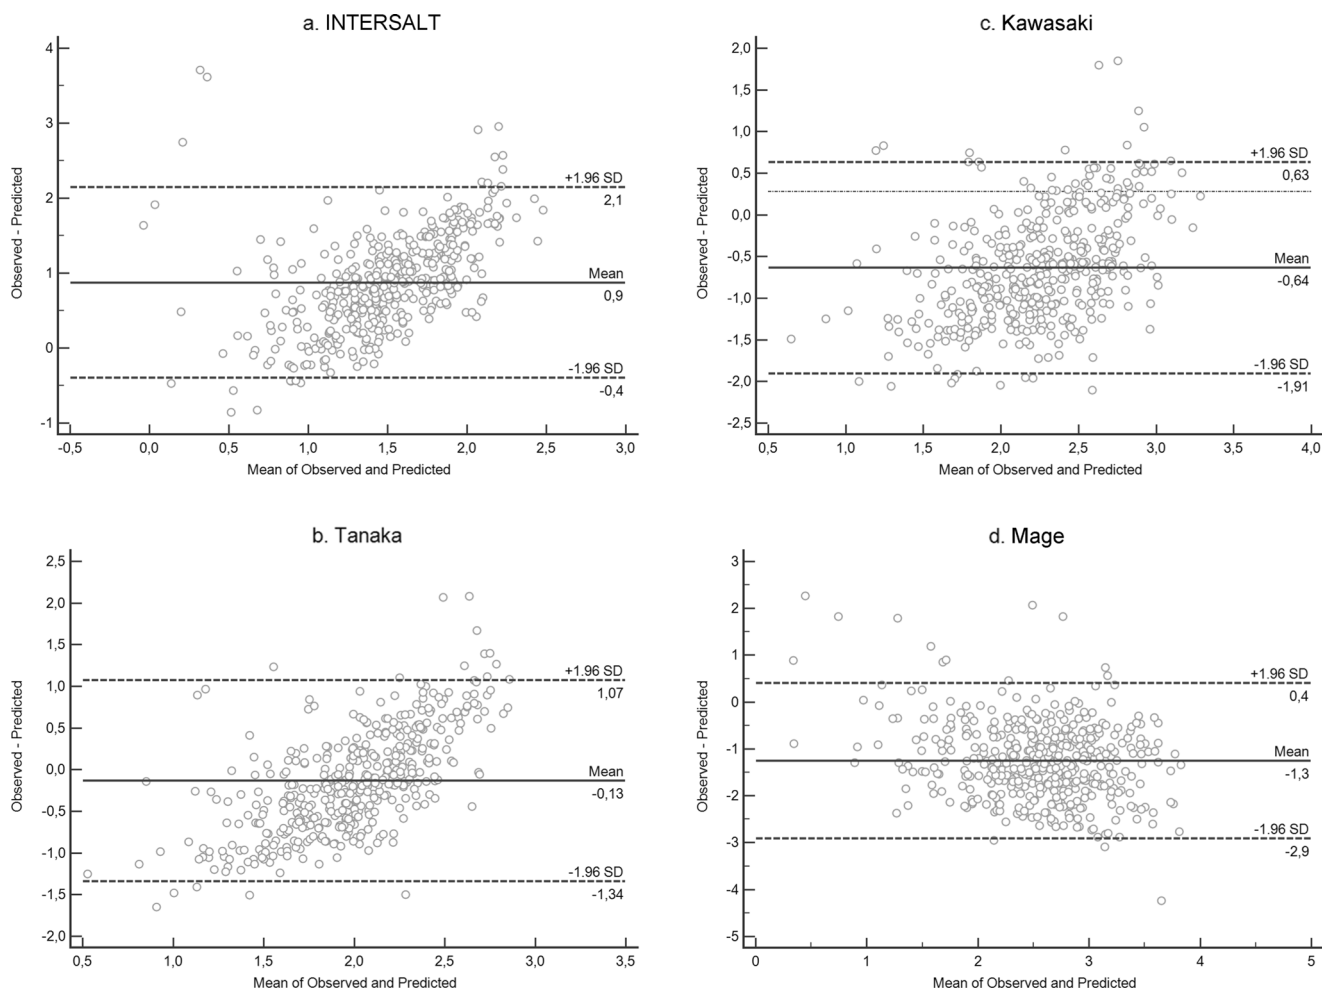 a. INTERSALT
4
3
2
1
0
-1
Observed - Predicted
+1.96 SD
2,1
Mean
0,9
-1.96 SD
-0,4
-0,5 0,0 0,5 1,0 1,5 2,0 2,5 3,0
Mean of Observed and Predicted
c. Kawasaki
2,0
1,5
1,0
0,5
0,0
-0,5
-1,0
-1,5
-2,0
-2,5
Observed - Predicted
+1.96 SD
0,63
Mean
-0,64
-1.96 SD
-1,91
0,5 1,0 1,5 2,0 2,5 3,0 3,5 4,0
Mean of Observed and Predicted
b. Tanaka
2,5
2,0
1,5
1,0
0,5
0,0
-0,5
-1,0
-1,5
-2,0
Observed - Predicted
+1.96 SD
1,07
Mean
-0,13
-1.96 SD
-1,34
0,5 1,0 1,5 2,0 2,5 3,0 3,5
Mean of Observed and Predicted
d. Mage
3
2
1
0
-1
-2
-3
-4
-5
Observed - Predicted
+1.96 SD
0,4
Mean
-1,3
-1.96 SD
-2,9
0 1 2 3 4 5
Mean of Observed and Predicted